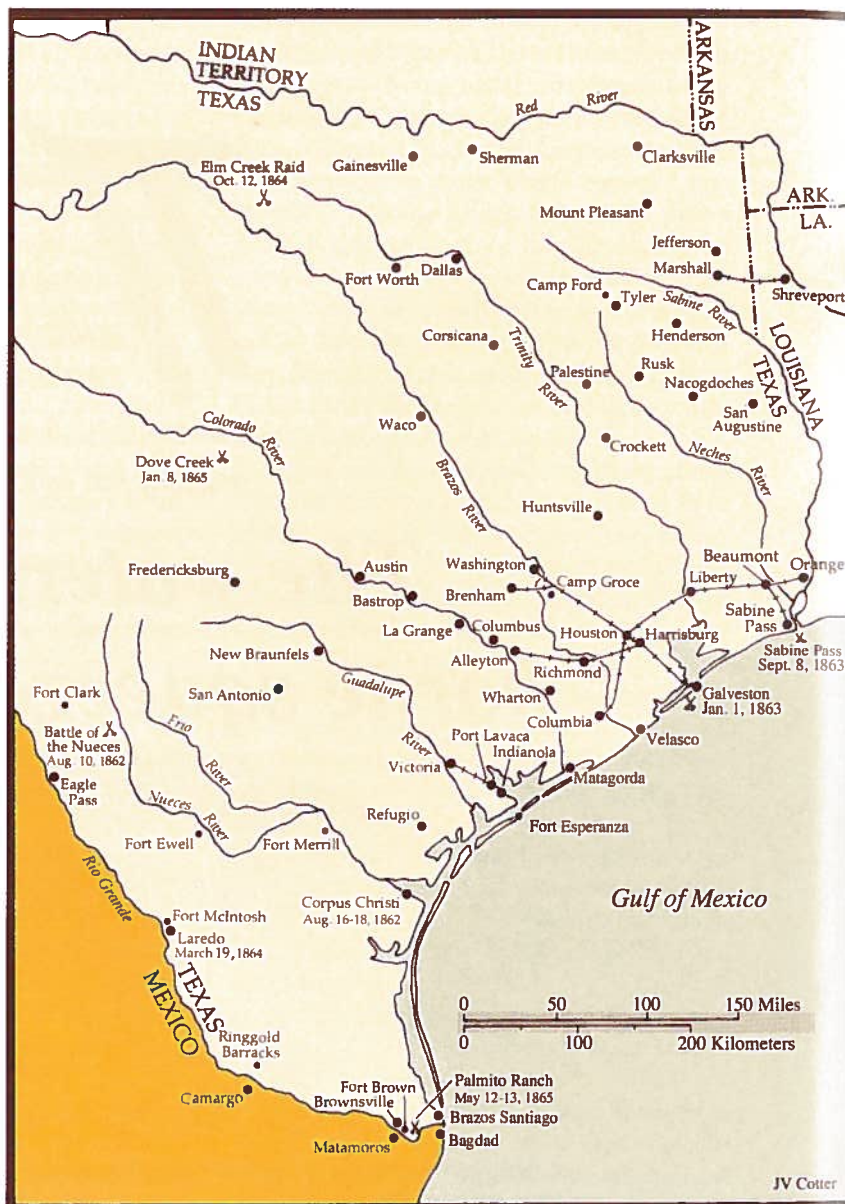 INDIAN
TERRITORY
TEXAS
ARKANSAS
Red River
Elm Creek Raid
Oct. 12, 1864
Gainesville
Sherman
Clarksville
Mount Pleasant
ARK.
LA.
Jefferson
Marshall
Shreveport
Fort Worth
Dallas
Camp Ford
Tyler
Sabine River
Henderson
Corsicana
Trinity
River
Palestine
Rusk
Nacogdoches
San
Augustine
TEXAS
LOUISIANA
Waco
Colorado
River
Dove Creek
Jan. 8, 1865
Crockett
Neches
River
Brazos
River
Huntsville
Fredericksburg
Austin
Washington
Camp Groce
Beaumont
Orange
Liberty
Bastrop
Brenham
Sabine
Pass
La Grange
Columbus
Houston
Harrisburg
Sabine Pass
Sept. 8, 1863
New Braunfels
Alleyton
Richmond
San Antonio
Guadalupe
River
Wharton
Galveston
Jan. 1, 1863
Fort Clark
Frio
River
Columbia
Velasco
Battle of
the Nueces
Aug. 10, 1862
Port Lavaca
Indianola
Victoria
Matagorda
Eagle
Pass
Nueces
River
Refugio
Fort Esperanza
Fort Ewell
Fort Merrill
Rio Grande
Corpus Christi
Aug. 16-18, 1862
Gulf of Mexico
Fort McIntosh
Laredo
March 19, 1864
TEXAS
MEXICO
0 50 100 150 Miles
0 100 200 Kilometers
Ringgold
Barracks
Camargo
Fort Brown
Brownsville
Palmito Ranch
May 12-13, 1865
Brazos Santiago
Matamoros
Bagdad
JV Cotter